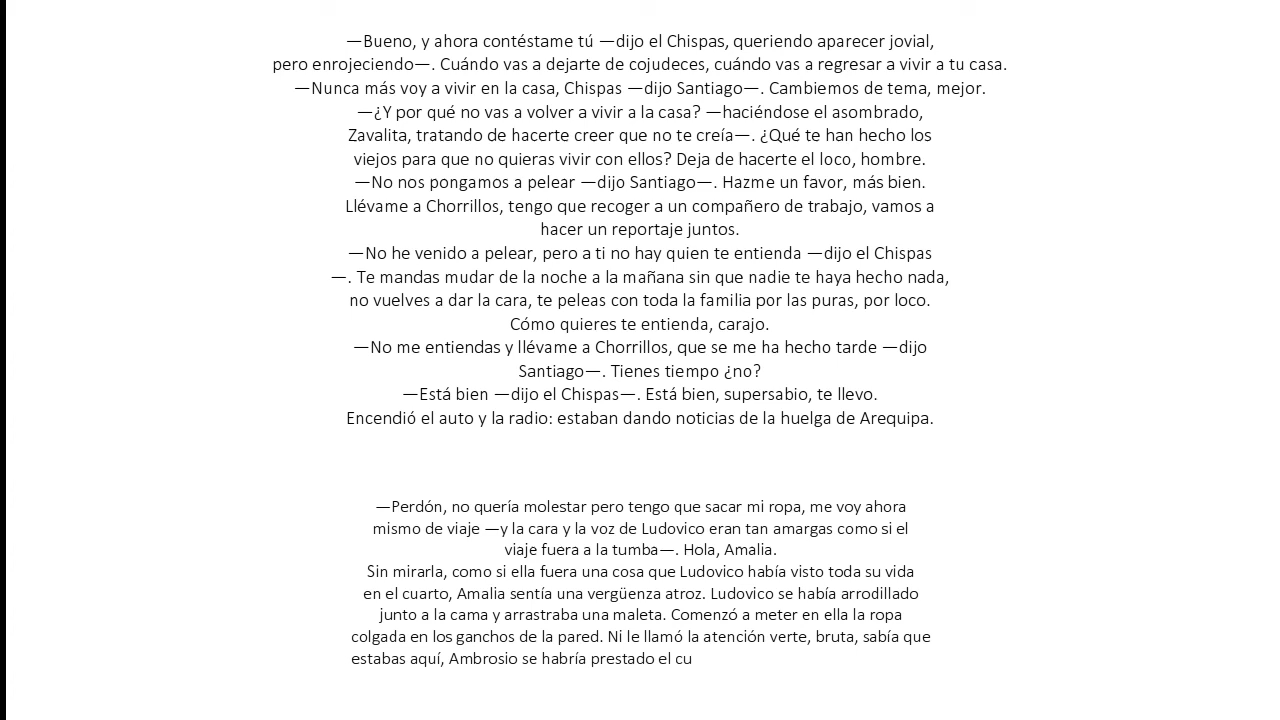 —Bueno, y ahora contéstame tú —dijo el Chispas, queriendo aparecer jovial,
pero enrojeciendo—. Cuándo vas a dejarte de cojudeces, cuándo vas a regresar a vivir a tu casa.
—Nunca más voy a vivir en la casa, Chispas —dijo Santiago—. Cambiemos de tema, mejor.
—¿Y por qué no vas a volver a vivir a la casa? —haciéndose el asombrado,
Zavalita, tratando de hacerte creer que no te creía—. ¿Qué te han hecho los
viejos para que no quieras vivir con ellos? Deja de hacerte el loco, hombre.
—No nos pongamos a pelear —dijo Santiago—. Hazme un favor, más bien.
Llévame a Chorrillos, tengo que recoger a un compañero de trabajo, vamos a
hacer un reportaje juntos.
—No he venido a pelear, pero a ti no hay quien te entienda —dijo el Chispas
—. Te mandas mudar de la noche a la mañana sin que nadie te haya hecho nada,
no vuelves a dar la cara, te peleas con toda la familia por las puras, por loco.
Cómo quieres te entienda, carajo.
—No me entiendas y llévame a Chorrillos, que se me ha hecho tarde —dijo
Santiago—. Tienes tiempo ¿no?
—Está bien —dijo el Chispas—. Está bien, supersabio, te llevo.
Encendió el auto y la radio: estaban dando noticias de la huelga de Arequipa.
—Perdón, no quería molestar pero tengo que sacar mi ropa, me voy ahora
mismo de viaje —y la cara y la voz de Ludovico eran tan amargas como si el
viaje fuera a la tumba—. Hola, Amalia.
Sin mirarla, como si ella fuera una cosa que Ludovico había visto toda su vida
en el cuarto, Amalia sentía una vergüenza atroz. Ludovico se había arrodillado
junto a la cama y arrastraba una maleta. Comenzó a meter en ella la ropa
colgada en los ganchos de la pared. Ni le llamó la atención verte, bruta, sabía que
estabas aquí, Ambrosio se habría prestado el cu